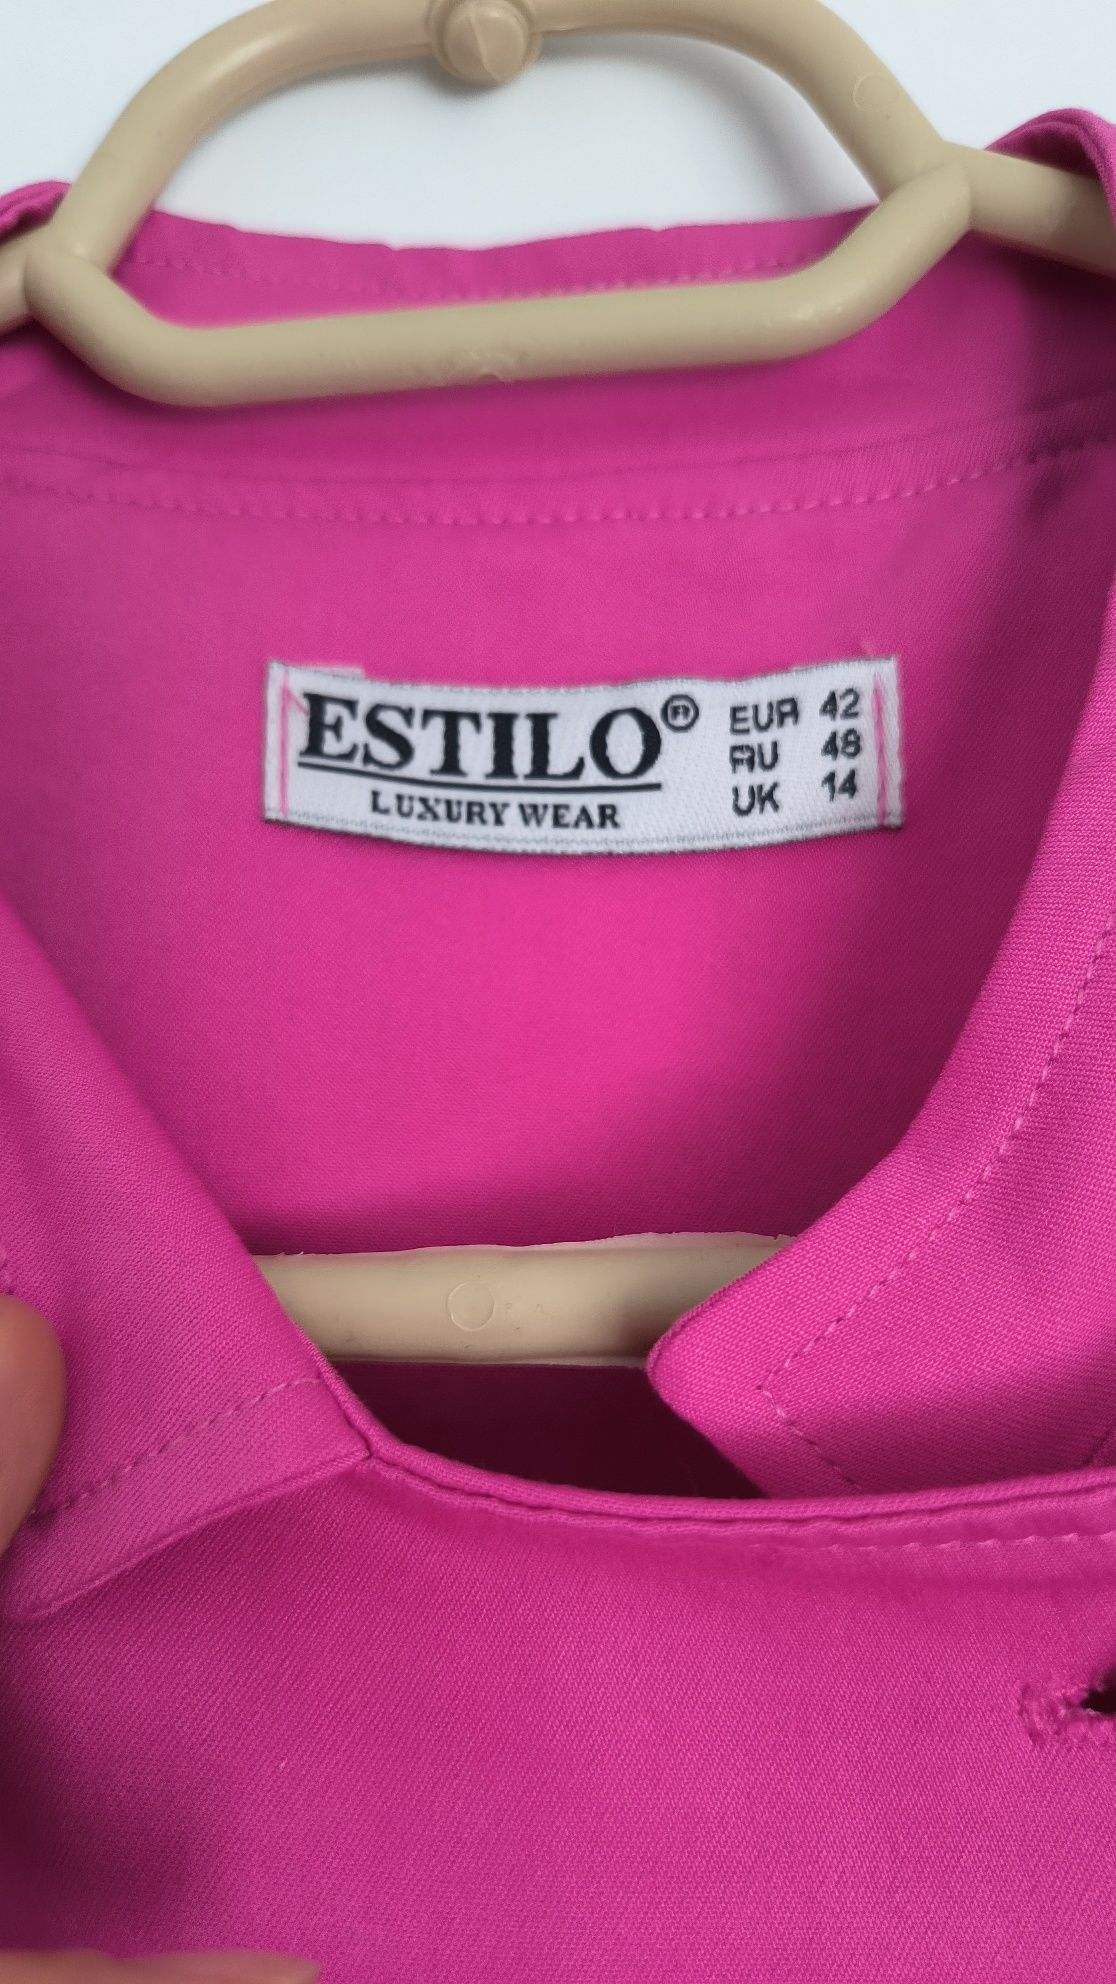 ESTILO®
LUXURY WEAR
EUR 42
RU 48
UK 14